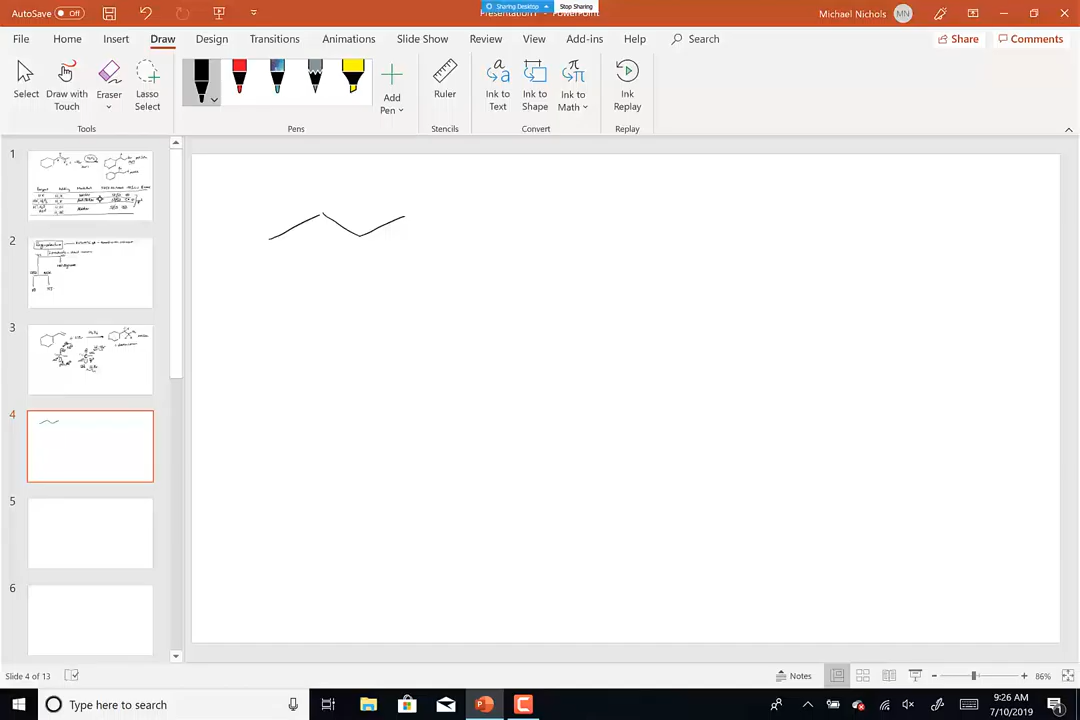 AutoSave Off
Sharing Desktop Stop Sharing
Presentation1 - PowerPoint
Michael Nichols MN
File Home Insert Draw Design Transitions Animations Slide Show Review View Add-ins Help Search
Share Comments
Select
Draw with Touch
Eraser
Lasso Select
Add Pen
Ruler
Ink to Text
Ink to Shape
Ink to Math
Ink Replay
Tools Pens Stencils Convert Replay
1
2
3
4
5
6
Slide 4 of 13
Notes
86%
Type here to search
9:26 AM
7/10/2019
1